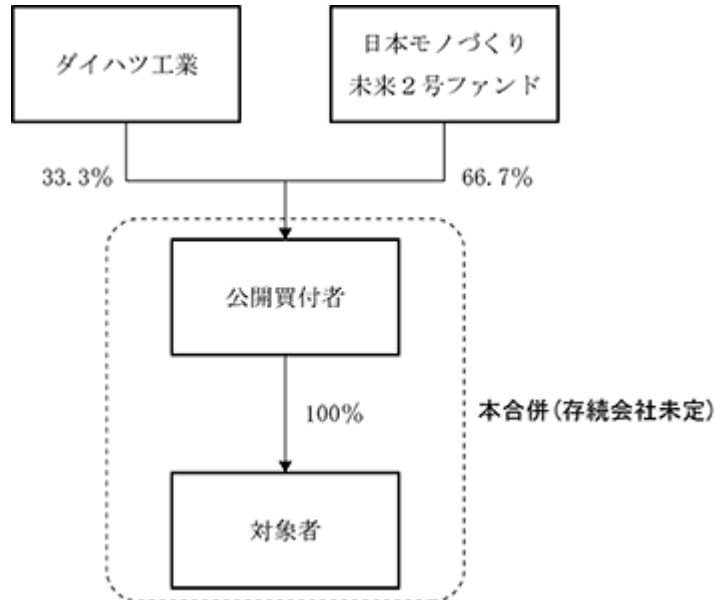 ダイハツ工業
日本モノづくり
未来２号ファンド
33.3%
66.7%
公開買付者
100%
本合併(存続会社未定)
対象者